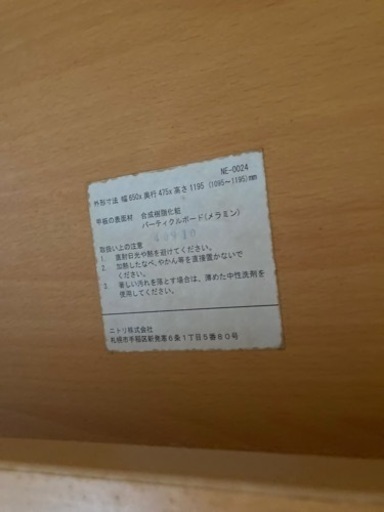 NE-0024
外形寸法 幅650x奥行475x高さ1195 (1095~1195)mm
甲板の表面材 合成樹脂化粧
パーティクルボード(メラミン)
取扱い上の注意
1. 直射日光や熱を避けてください。
2. 加熱したなべ、やかん等を直接置かないで
ください。
3. 著しい汚れを落とす場合は、薄めた中性洗剤を
使用してください。
ニトリ株式会社
札幌市手稲区新発寒6条1丁目5番80号